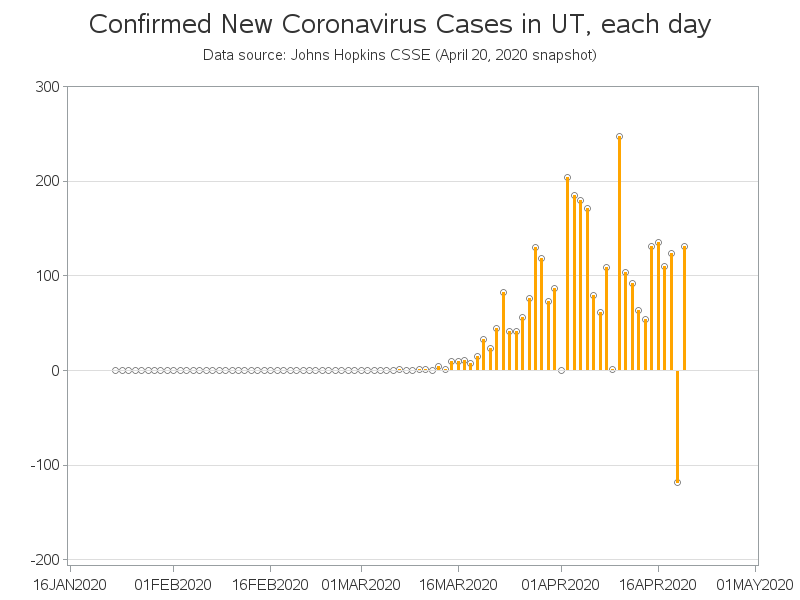 Confirmed New Coronavirus Cases in UT, each day
Data source: Johns Hopkins CSSE (April 20, 2020 snapshot)
300
200
100
0
-100
-200
16JAN2020 01FEB2020 16FEB2020 01MAR2020 16MAR2020 01APR2020 16APR2020 01MAY2020